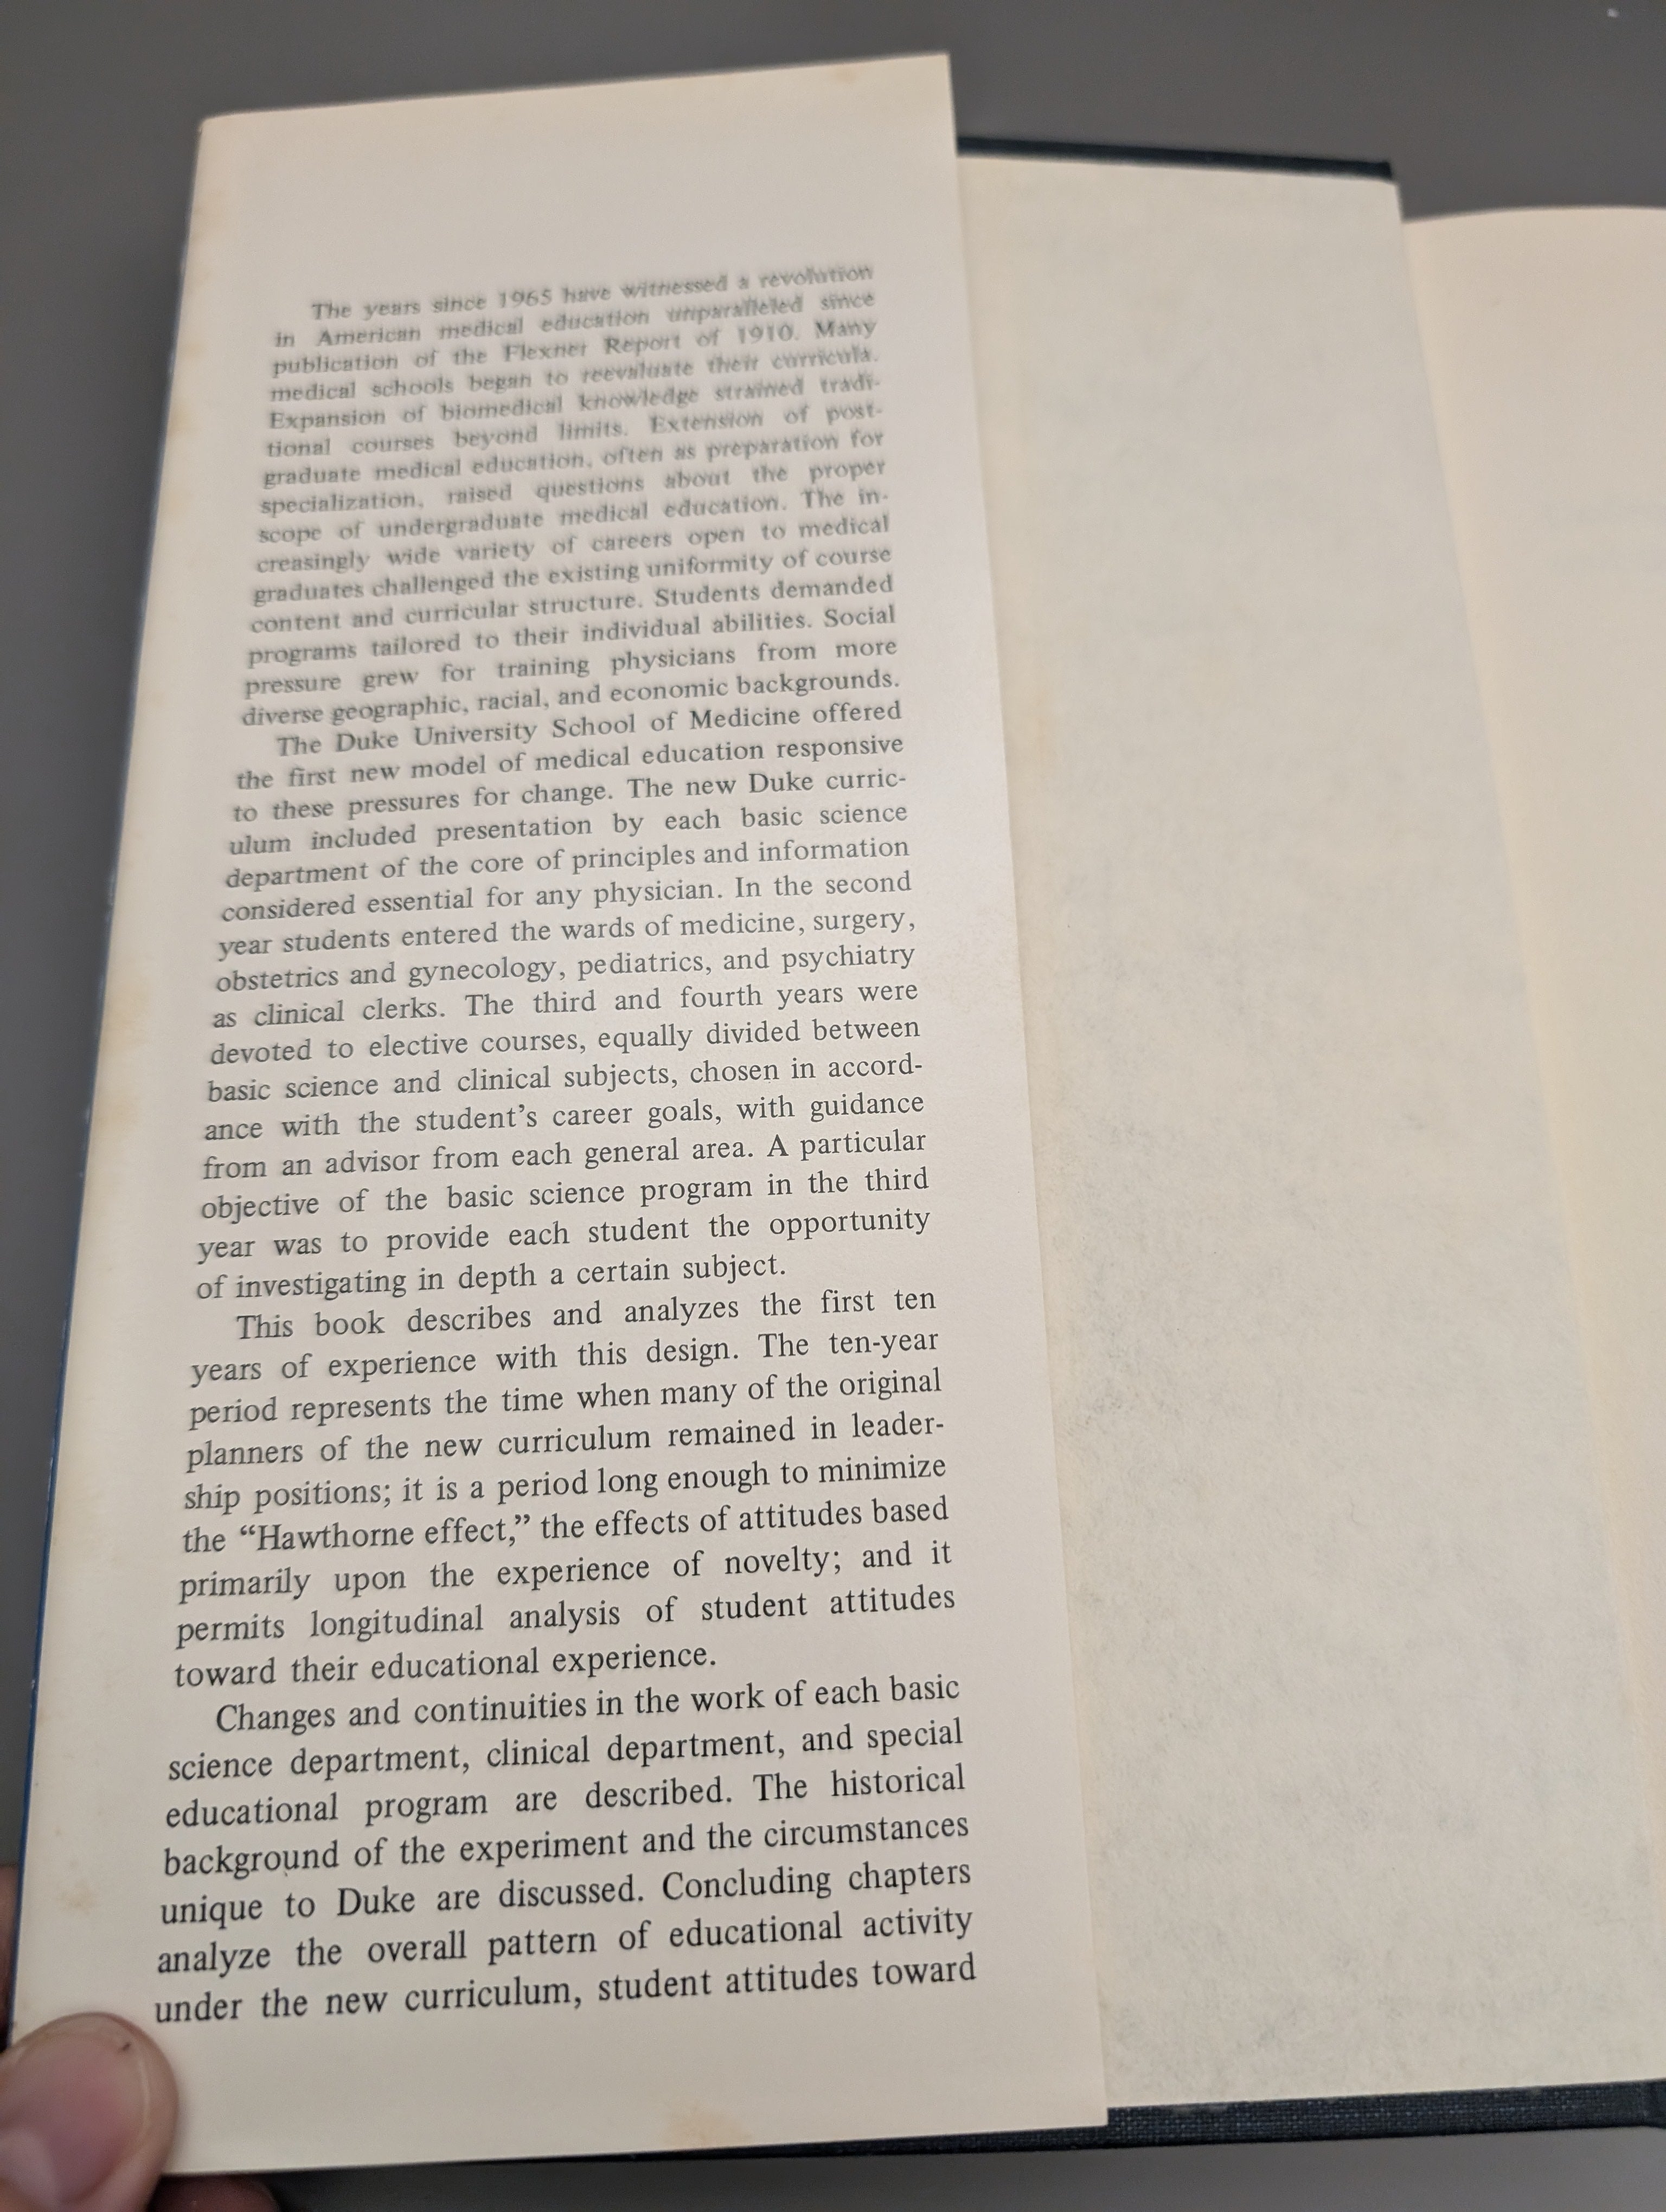 The years since 1965 have witnessed a revolution
in American medical education unparalleled since
publication of the Flexner Report of 1910. Many
medical schools began to reevaluate their curricula.
Expansion of biomedical knowledge strained tradi-
tional courses beyond limits. Extension of post-
graduate medical education, often as preparation for
specialization, raised questions about the proper
scope of undergraduate medical education. The in-
creasingly wide variety of careers open to medical
graduates challenged the existing uniformity of course
content and curricular structure. Students demanded
programs tailored to their individual abilities. Social
pressure grew for training physicians from more
diverse geographic, racial, and economic backgrounds.
The Duke University School of Medicine offered
the first new model of medical education responsive
to these pressures for change. The new Duke curric-
ulum included presentation by each basic science
department of the core of principles and information
considered essential for any physician. In the second
year students entered the wards of medicine, surgery,
obstetrics and gynecology, pediatrics, and psychiatry
as clinical clerks. The third and fourth years were
devoted to elective courses, equally divided between
basic science and clinical subjects, chosen in accord-
ance with the student's career goals, with guidance
from an advisor from each general area. A particular
objective of the basic science program in the third
year was to provide each student the opportunity
of investigating in depth a certain subject.
This book describes and analyzes the first ten
years of experience with this design. The ten-year
period represents the time when many of the original
planners of the new curriculum remained in leader-
ship positions; it is a period long enough to minimize
the “Hawthorne effect,” the effects of attitudes based
primarily upon the experience of novelty; and it
permits longitudinal analysis of student attitudes
toward their educational experience.
Changes and continuities in the work of each basic
science department, clinical department, and special
educational program are described. The historical
background of the experiment and the circumstances
unique to Duke are discussed. Concluding chapters
analyze the overall pattern of educational activity
under the new curriculum, student attitudes toward